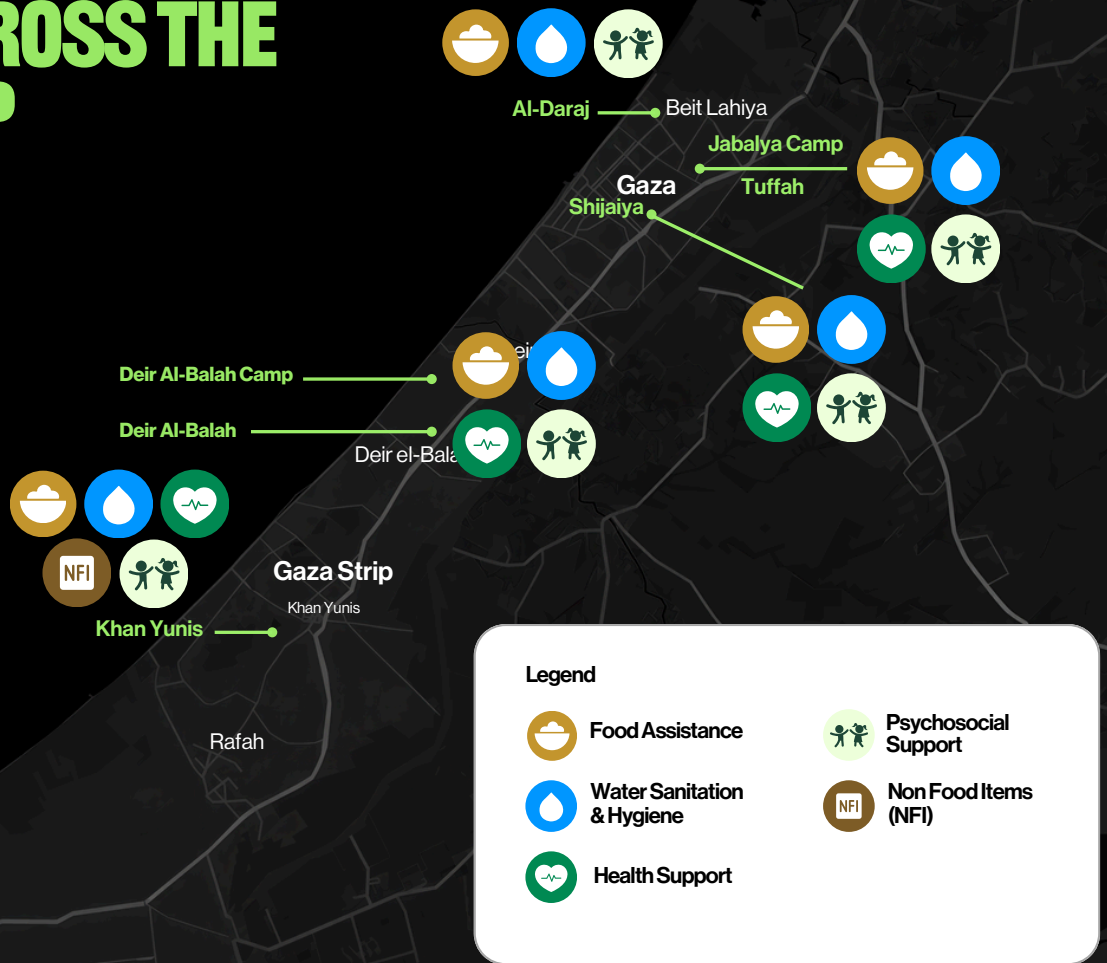 ROSS THE
Al-Daraj
Beit Lahiya
Jabalya Camp
Gaza
Tuffah
Shijaiya
Deir Al-Balah Camp
Deir Al-Balah
Deir el-Bala
NFI
Gaza Strip
Khan Yunis
Khan Yunis
Rafah
Legend
Food Assistance
Psychosocial
Support
Water Sanitation
& Hygiene
NFI
Non Food Items
(NFI)
Health Support